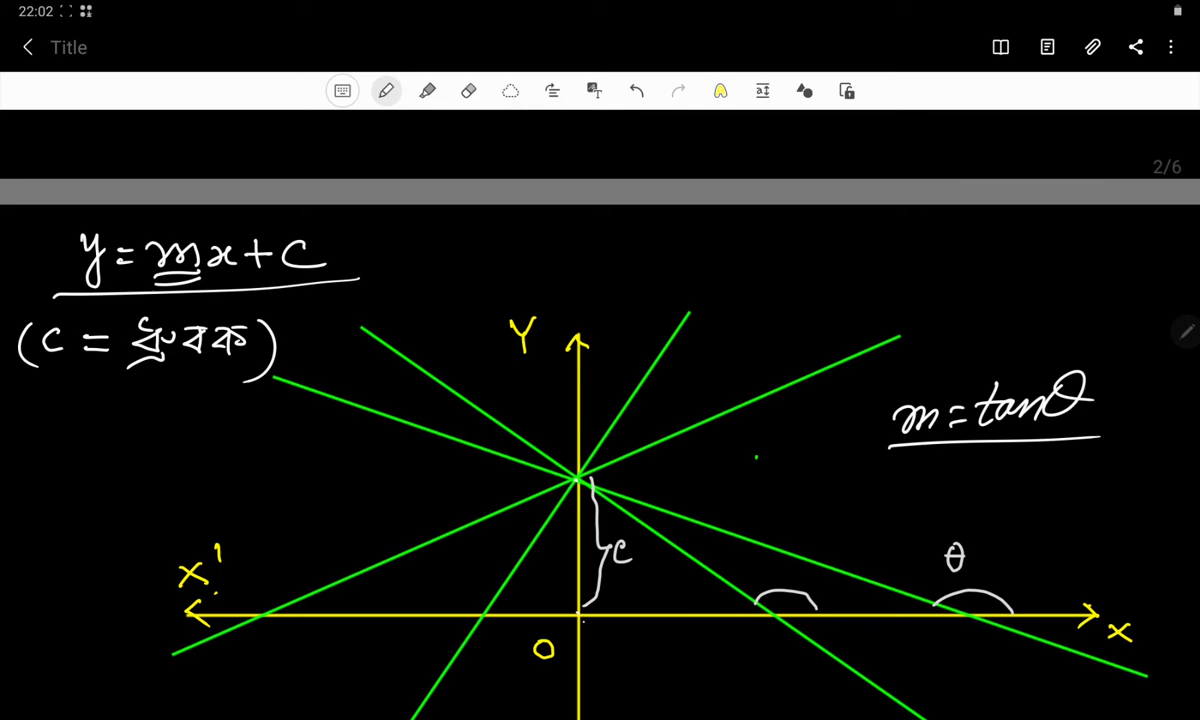 22:02
Title
2/6
y = mx + c
(c = ধ্রুবক)
Y
m = tanθ
X'
c
θ
O
X